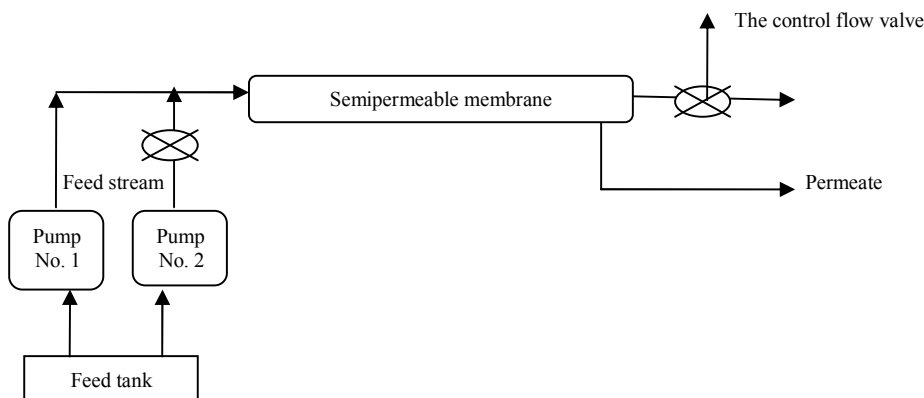 The control flow valve
Semipermeable membrane
Feed stream
Permeate
Pump
No. 1
Pump
No. 2
Feed tank